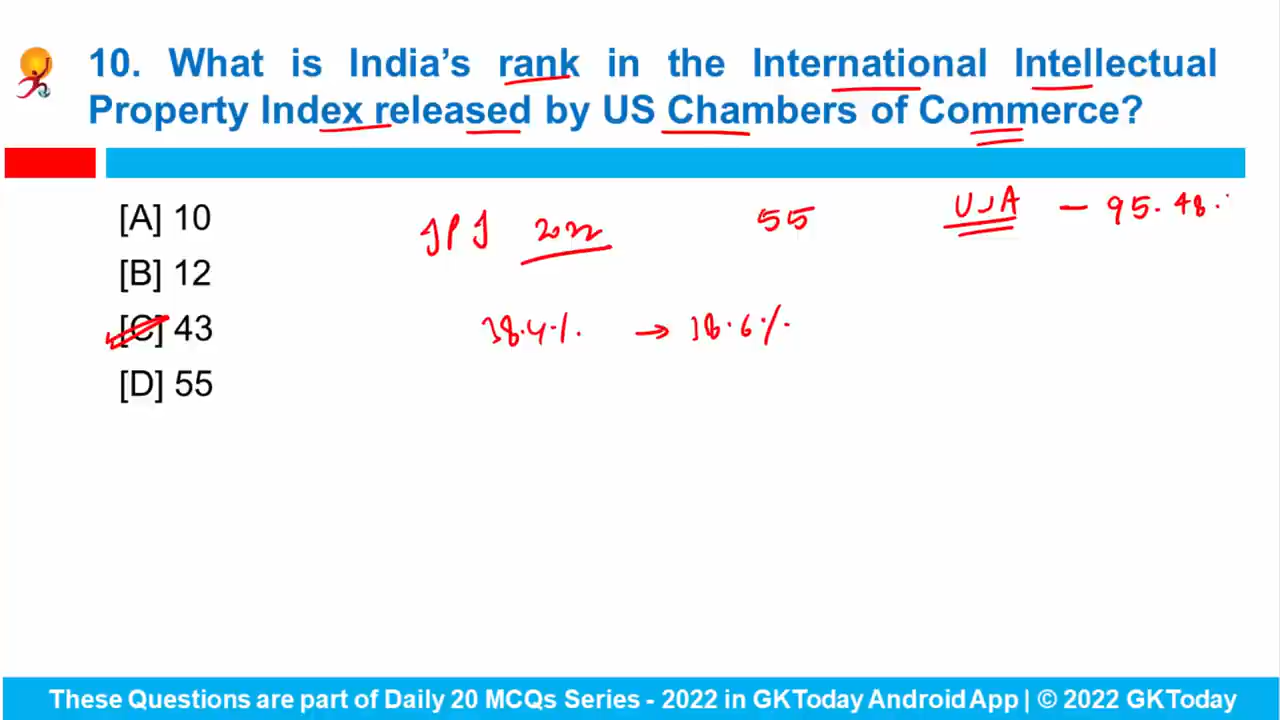 10. What is India's rank in the International Intellectual
Property Index released by US Chambers of Commerce?
[A] 10
[B] 12
[C] 43
[D] 55
IPI 2022 55 USA - 95.48.
38.4% → 38.6%
These Questions are part of Daily 20 MCQs Series - 2022 in GKToday Android App | © 2022 GKToday